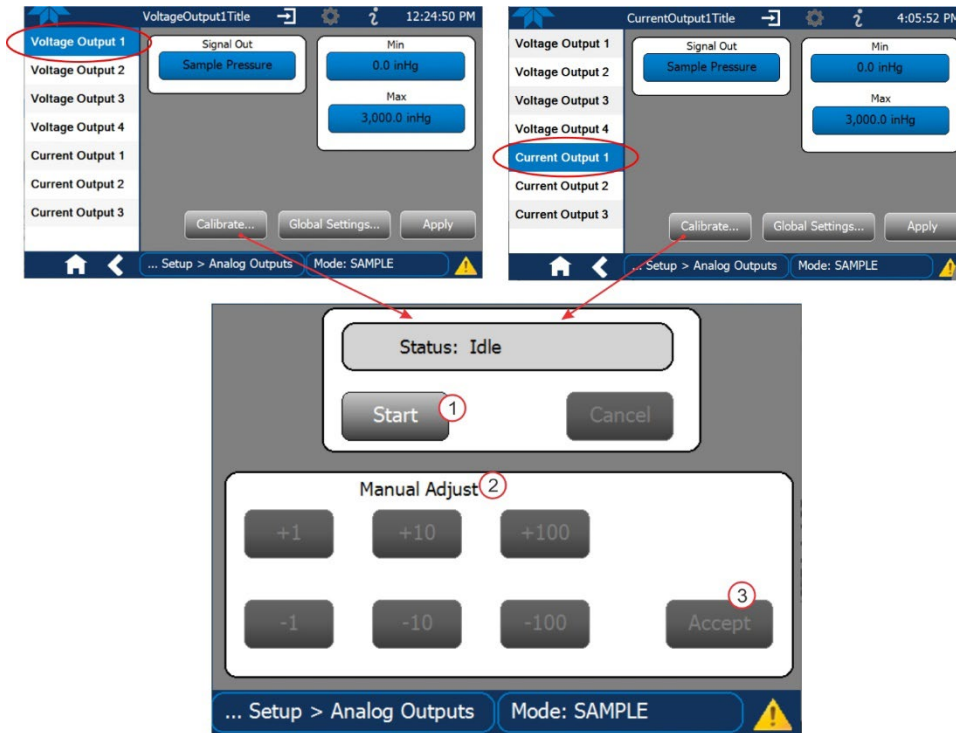 VoltageOutput1Title
12:24:50 PM
Voltage Output 1
Voltage Output 2
Voltage Output 3
Voltage Output 4
Current Output 1
Current Output 2
Current Output 3
Signal Out
Sample Pressure
Min
0.0 inHg
Max
3,000.0 inHg
Calibrate...
Global Settings...
Apply
... Setup > Analog Outputs
Mode: SAMPLE
CurrentOutput1Title
4:05:52 PM
Voltage Output 1
Voltage Output 2
Voltage Output 3
Voltage Output 4
Current Output 1
Current Output 2
Current Output 3
Signal Out
Sample Pressure
Min
0.0 inHg
Max
3,000.0 inHg
Calibrate...
Global Settings...
Apply
... Setup > Analog Outputs
Mode: SAMPLE
Status: Idle
Start
1
Cancel
Manual Adjust
2
+1
+10
+100
-1
-10
-100
3
Accept
... Setup > Analog Outputs
Mode: SAMPLE